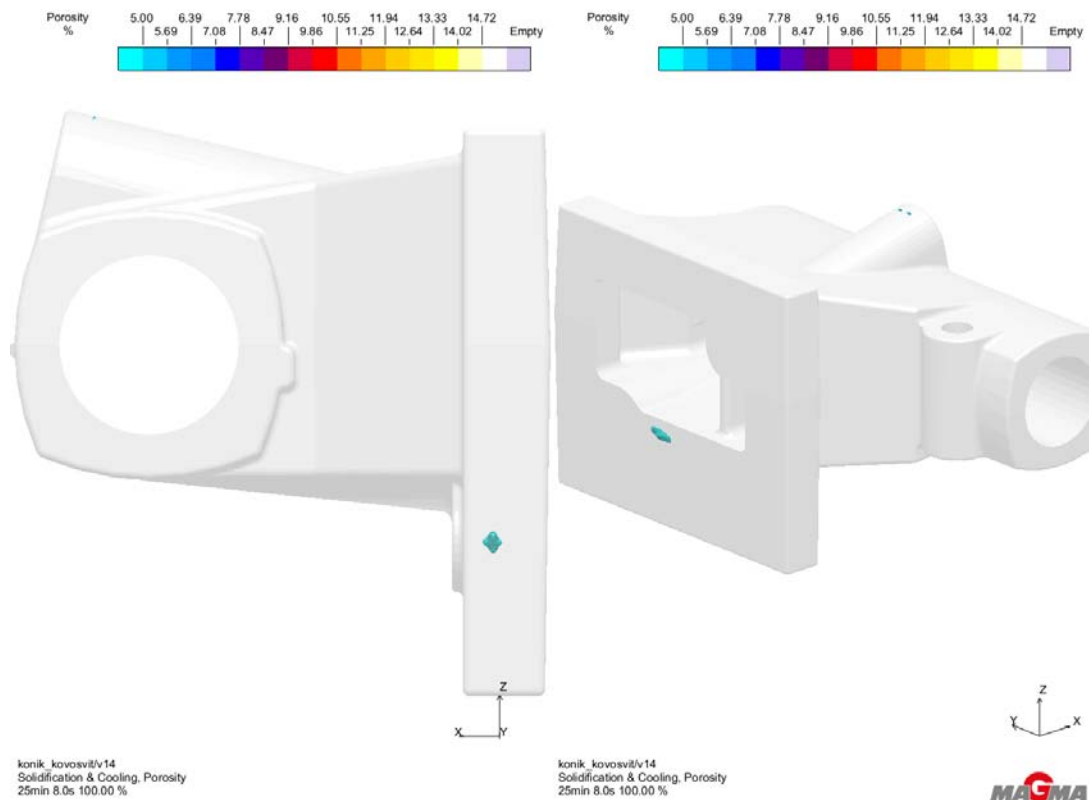 Porosity 5.00 6.39 7.78 9.16 10.55 11.94 13.33 14.72
% 5.69 7.08 8.47 9.86 11.25 12.64 14.02 Empty
Porosity 5.00 6.39 7.78 9.16 10.55 11.94 13.33 14.72
% 5.69 7.08 8.47 9.86 11.25 12.64 14.02 Empty
Z
X Y
Z
Y X
konik_kovosvit/v14
Solidification & Cooling, Porosity
25min 8.0s 100.00 %
konik_kovosvit/v14
Solidification & Cooling, Porosity
25min 8.0s 100.00 %
MAGMA